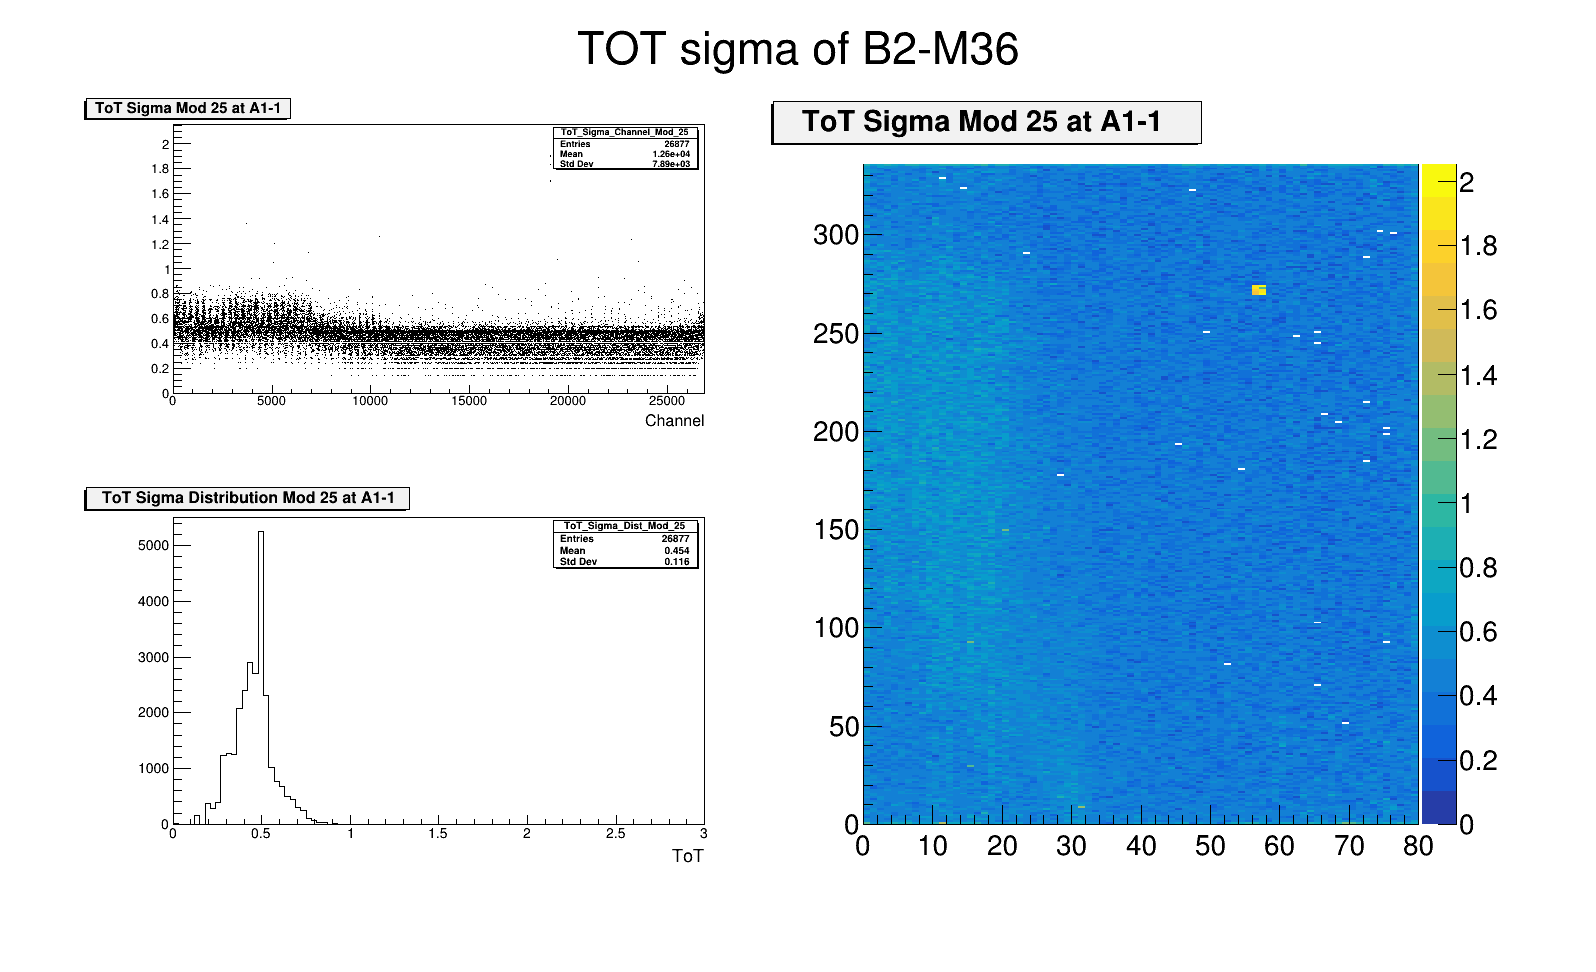 TOT sigma of B2-M36
ToT Sigma Mod 25 at A1-1
ToT_Sigma_Channel_Mod_25
Entries 26877
Mean 1.26e+04
Std Dev 7.89e+03
2
1.8
1.6
1.4
1.2
1
0.8
0.6
0.4
0.2
0
0 5000 10000 15000 20000 25000
Channel
ToT Sigma Distribution Mod 25 at A1-1
ToT_Sigma_Dist_Mod_25
Entries 26877
Mean 0.454
Std Dev 0.116
5000
4000
3000
2000
1000
0
0 0.5 1 1.5 2 2.5 3
ToT
ToT Sigma Mod 25 at A1-1
300
250
200
150
100
50
0
0 10 20 30 40 50 60 70 80
2
1.8
1.6
1.4
1.2
1
0.8
0.6
0.4
0.2
0